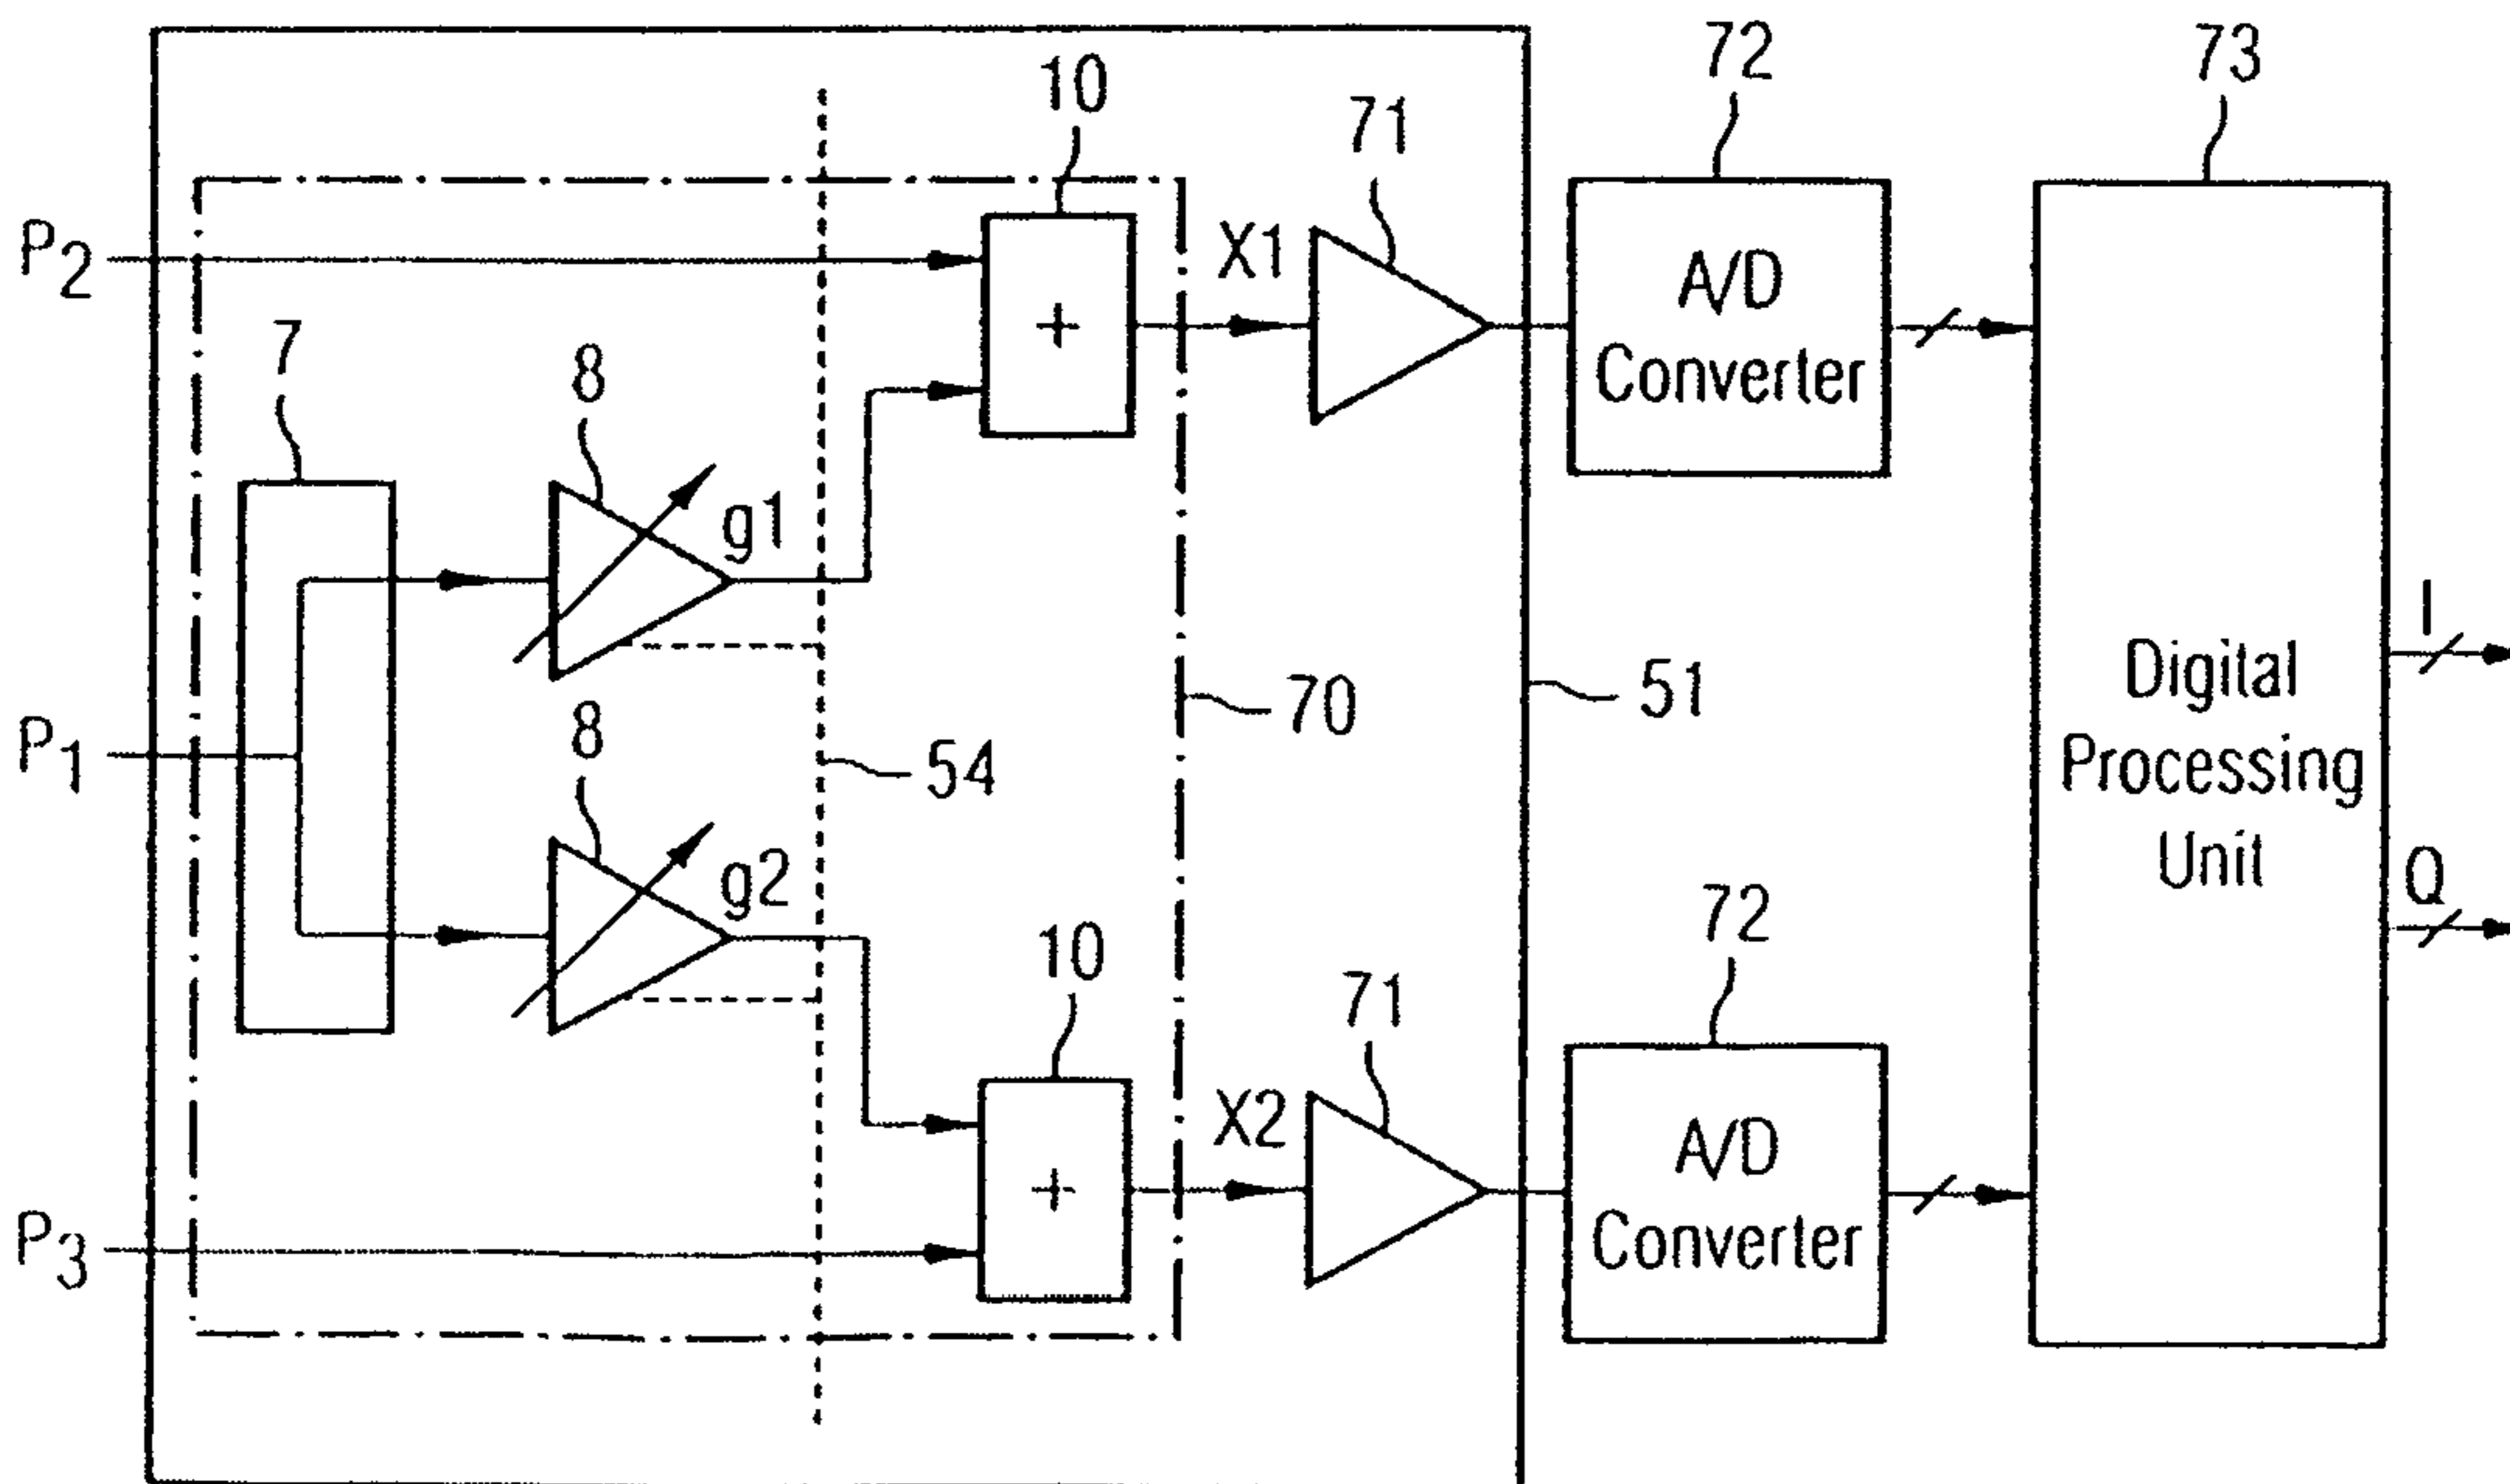 72
73
10
71
P2
X1
A/D
Converter
+
7
8
g1
I
70
51
Digital
Processing
Unit
P1
8
54
g2
Q
72
10
71
X2
A/D
Converter
+
P3